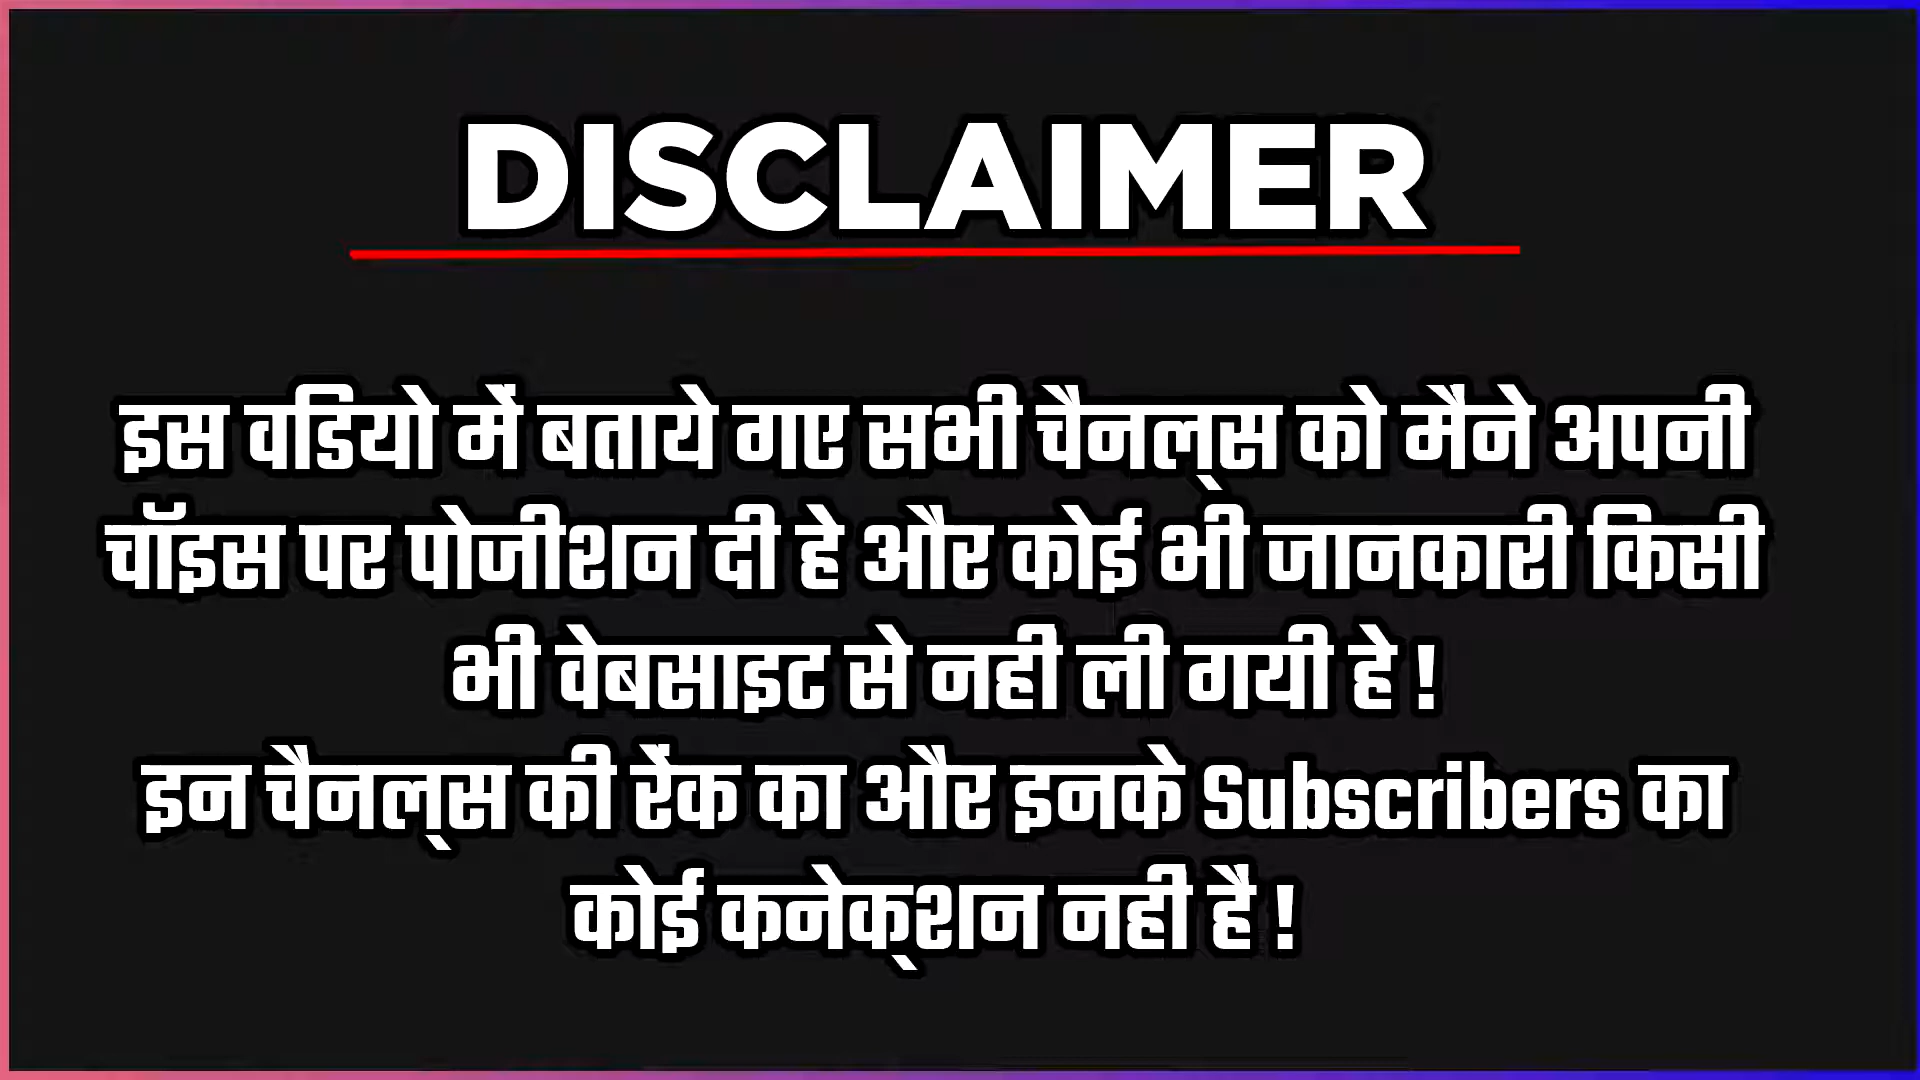 DISCLAIMER
इस वडियो में बताये गए सभी चैनल्स को मैने अपनी
चॉइस पर पोजीशन दी हे और कोई भी जानकारी किसी
भी वेबसाइट से नही ली गयी हे !
इन चैनल्स की रेंक का और इनके Subscribers का
कोई कनेक्शन नहीं है !